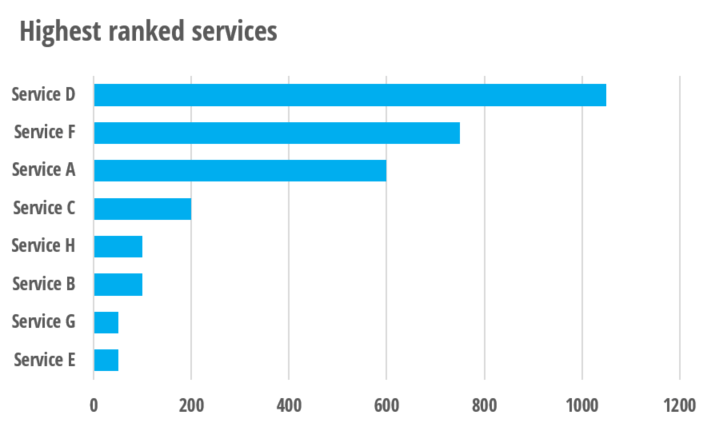 Highest ranked services
Service D
Service F
Service A
Service C
Service H
Service B
Service G
Service E
0 200 400 600 800 1000 1200